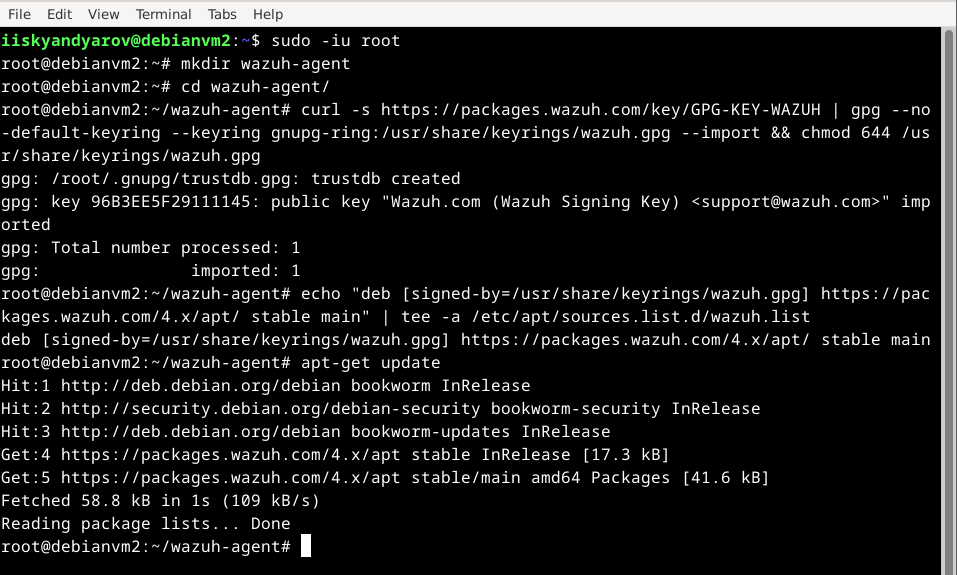 File Edit View Terminal Tabs Help
iiskyandyarov@debianvm2:~$ sudo -iu root
root@debianvm2:~# mkdir wazuh-agent
root@debianvm2:~# cd wazuh-agent/
root@debianvm2:~/wazuh-agent# curl -s https://packages.wazuh.com/key/GPG-KEY-WAZUH | gpg --no
-default-keyring --keyring gnupg-ring:/usr/share/keyrings/wazuh.gpg --import && chmod 644 /us
r/share/keyrings/wazuh.gpg
gpg: /root/.gnupg/trustdb.gpg: trustdb created
gpg: key 96B3EE5F29111145: public key "Wazuh.com (Wazuh Signing Key) <support@wazuh.com>" imp
orted
gpg: Total number processed: 1
gpg:               imported: 1
root@debianvm2:~/wazuh-agent# echo "deb [signed-by=/usr/share/keyrings/wazuh.gpg] https://pac
kages.wazuh.com/4.x/apt/ stable main" | tee -a /etc/apt/sources.list.d/wazuh.list
deb [signed-by=/usr/share/keyrings/wazuh.gpg] https://packages.wazuh.com/4.x/apt/ stable main
root@debianvm2:~/wazuh-agent# apt-get update
Hit:1 http://deb.debian.org/debian bookworm InRelease
Hit:2 http://security.debian.org/debian-security bookworm-security InRelease
Hit:3 http://deb.debian.org/debian bookworm-updates InRelease
Get:4 https://packages.wazuh.com/4.x/apt stable InRelease [17.3 kB]
Get:5 https://packages.wazuh.com/4.x/apt stable/main amd64 Packages [41.6 kB]
Fetched 58.8 kB in 1s (109 kB/s)
Reading package lists... Done
root@debianvm2:~/wazuh-agent#